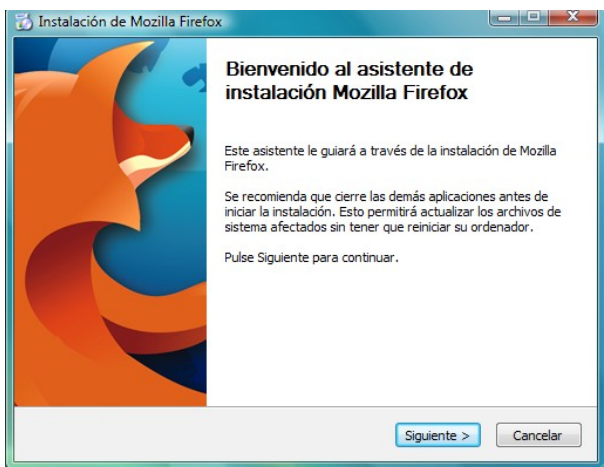 Instalación de Mozilla Firefox
Bienvenido al asistente de
instalación Mozilla Firefox
Este asistente le guiará a través de la instalación de Mozilla
Firefox.
Se recomienda que cierre las demás aplicaciones antes de
iniciar la instalación. Esto permitirá actualizar los archivos de
sistema afectados sin tener que reiniciar su ordenador.
Pulse Siguiente para continuar.
Siguiente >
Cancelar